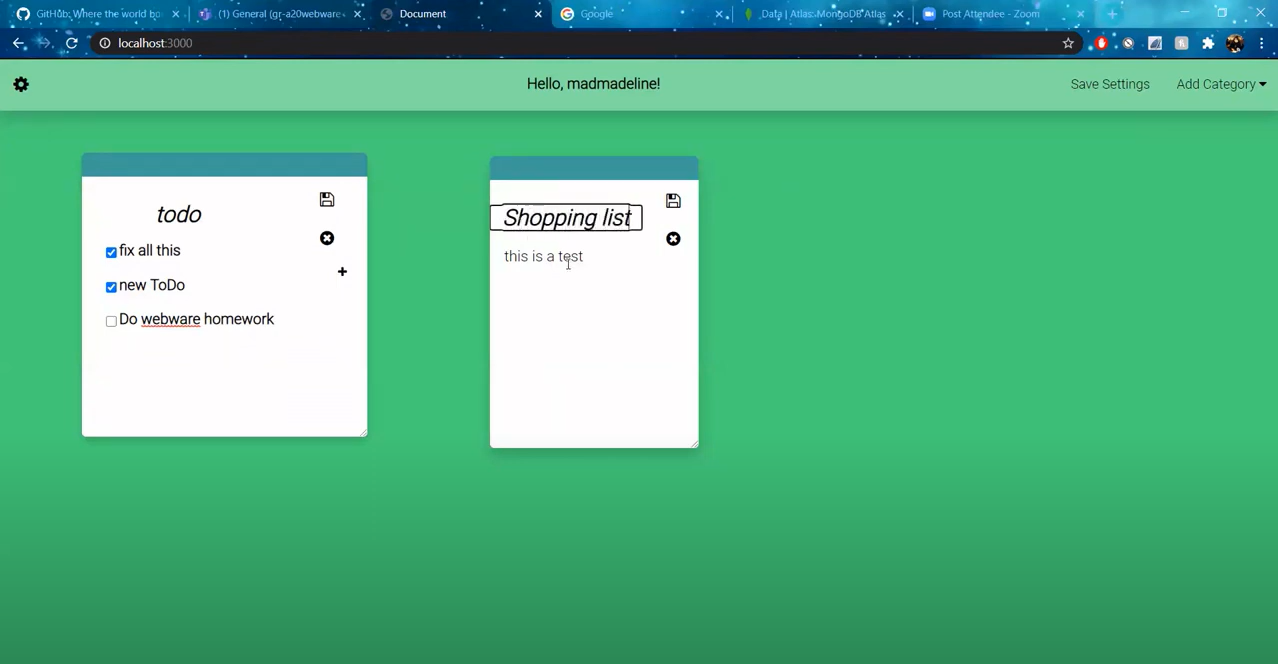 GitHub: Where the world bo
(1) General (gr-a20webware -
Document
Google
Data | Atlas: MongoDB Atlas
Post Attendee - Zoom
localhost:3000
Hello, madmadeline!
Save Settings
Add Category
todo
fix all this
new ToDo
Do webware homework
Shopping list
this is a test